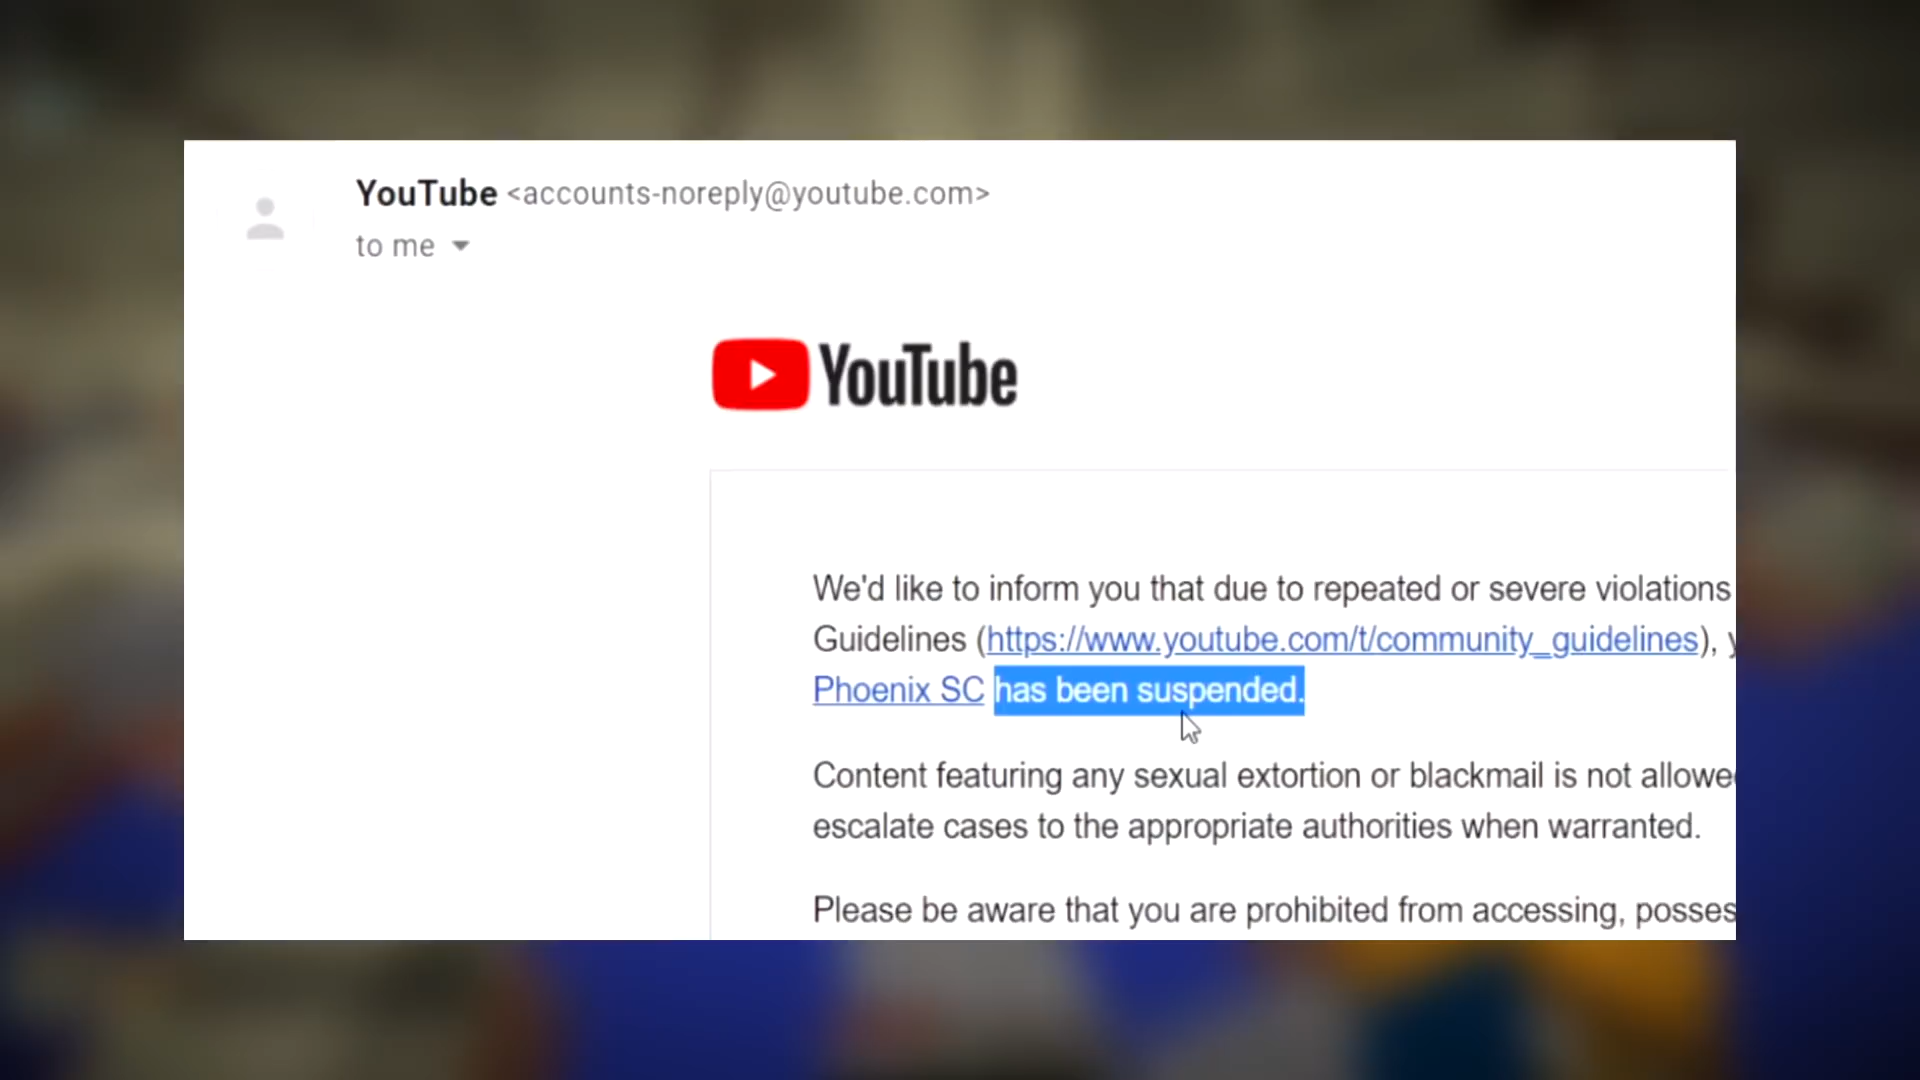 YouTube <accounts-noreply@youtube.com>
to me
YouTube
We'd like to inform you that due to repeated or severe violations
Guidelines (https://www.youtube.com/t/community_guidelines),
Phoenix SC has been suspended.
Content featuring any sexual extortion or blackmail is not
escalate cases to the appropriate authorities when warranted.
Please be aware that you are prohibited from accessing,